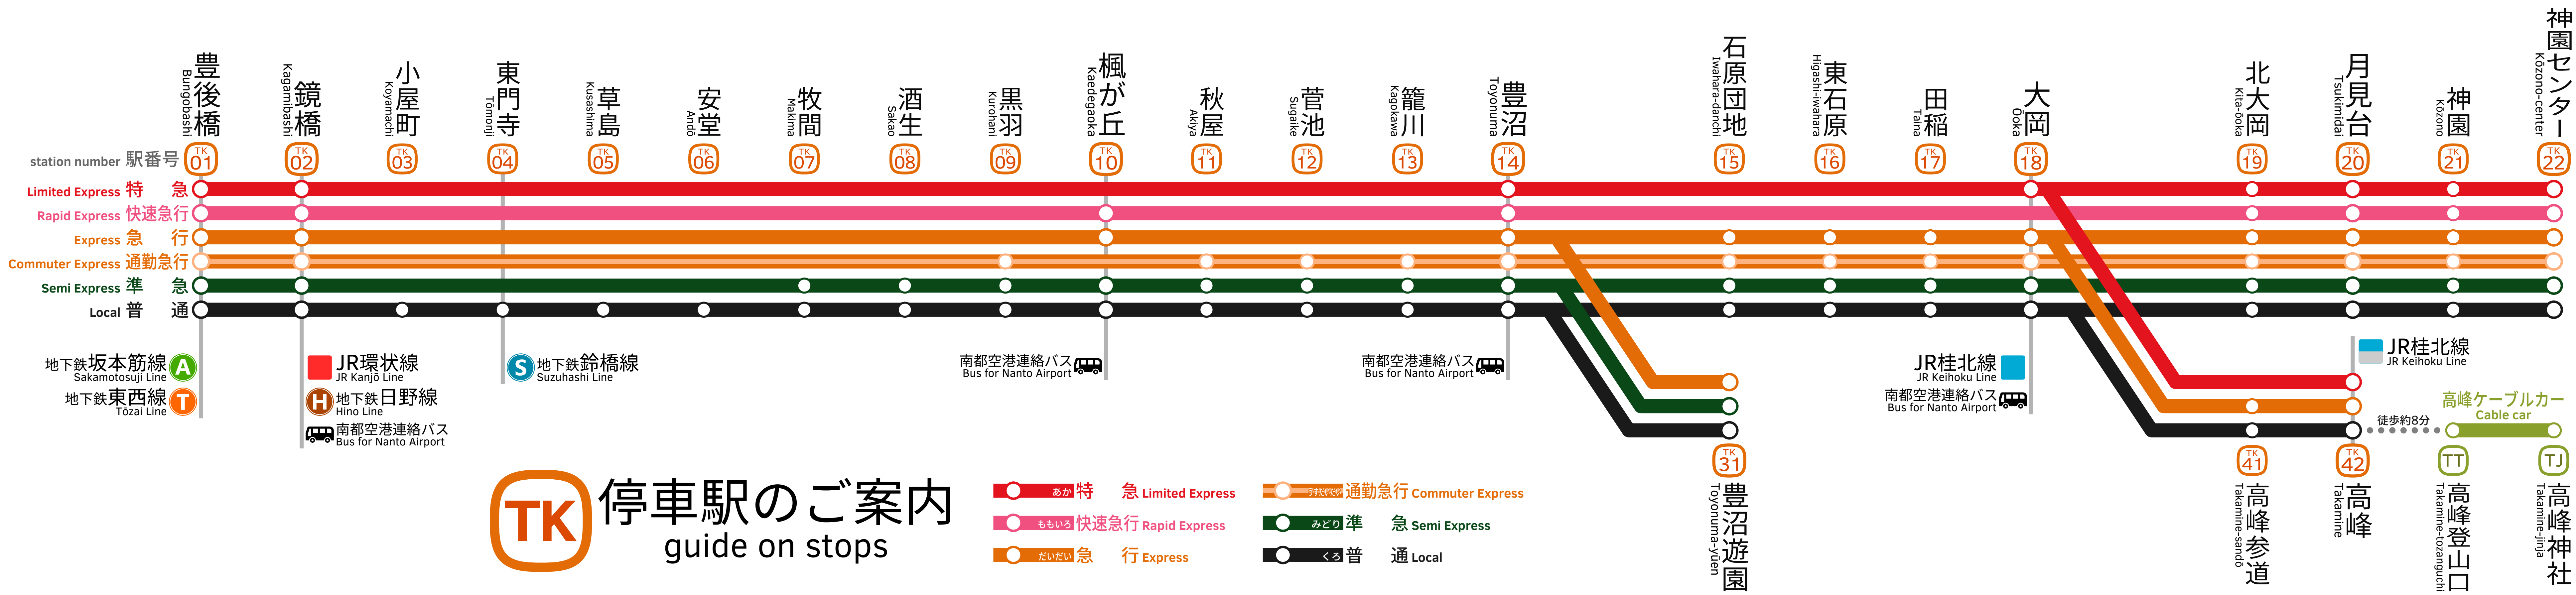 豊後橋
Bungobashi
鏡橋
Kagamibashi
小屋町
Koyamachi
東門寺
Tōmonji
草島
Kusashima
安堂
Andō
牧間
Makima
酒生
Sakao
黒羽
Kurohani
楓が丘
Kaedegaoka
秋屋
Akiya
菅池
Sugaike
籠川
Kagokawa
豊沼
Toyonuma
石原団地
Iwahara-danchi
東石原
Higashi-iwahara
田稲
Taina
大岡
Ōoka
北大岡
Kita-ōoka
月見台
Tsukimidai
神園
Kōzono
神園センター
Kōzono-center
station number 駅番号
TK 01
TK 02
TK 03
TK 04
TK 05
TK 06
TK 07
TK 08
TK 09
TK 10
TK 11
TK 12
TK 13
TK 14
TK 15
TK 16
TK 17
TK 18
TK 19
TK 20
TK 21
TK 22
Limited Express 特急
Rapid Express 快速急行
Express 急行
Commuter Express 通勤急行
Semi Express 準急
Local 普通
地下鉄坂本筋線 A
Sakamotosuji Line
地下鉄東西線 T
Tōzai Line
JR環状線
JR Kanjō Line
H 地下鉄日野線
Hino Line
南都空港連絡バス
Bus for Nanto Airport
S 地下鉄鈴橋線
Suzuhashi Line
南都空港連絡バス
Bus for Nanto Airport
南都空港連絡バス
Bus for Nanto Airport
JR桂北線
JR Keihoku Line
南都空港連絡バス
Bus for Nanto Airport
JR桂北線
JR Keihoku Line
高峰ケーブルカー
Cable car
徒歩約8分
TK 31
豊沼遊園
Toyonuma-yūen
TK 41
高峰参道
Takamine-sandō
TK 42
高峰
Takamine
TT
高峰登山口
Takamine-tozanguchi
TJ
高峰神社
Takamine-jinja
TK 停車駅のご案内
guide on stops
あか 特急 Limited Express
ももいろ 快速急行 Rapid Express
だいだい 急行 Express
うすだいだい 通勤急行 Commuter Express
みどり 準急 Semi Express
くろ 普通 Local